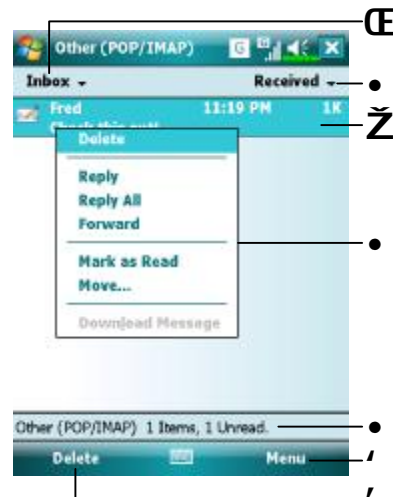 Œ
Other (POP/IMAP) G
Inbox Received
•
Fred 11:19 PM 1K
Ž
Check this out!
Delete
Reply
Reply All
Forward
•
Mark as Read
Move...
Download Message
Other (POP/IMAP) 1 Items, 1 Unread.
•
Delete Menu
‘
’